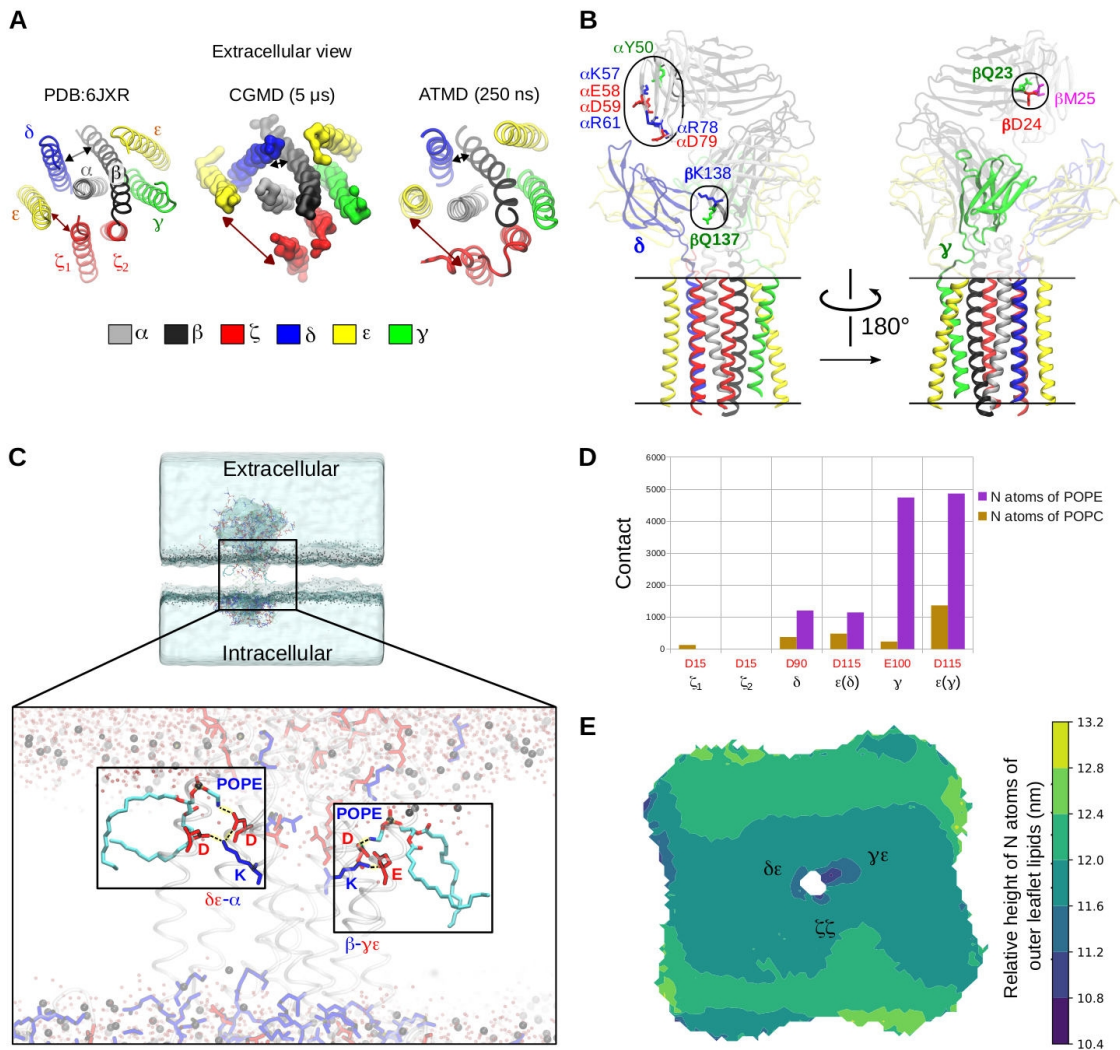 A
Extracellular view
PDB:6JXR
CGMD (5 μs)
ATMD (250 ns)
δ
ε
α
β
ε
γ
ζ1
ζ2
α
β
ζ
δ
ε
γ
B
αY50
αK57
αE58
αD59
αR61
αR78
αD79
βK138
βQ137
δ
βQ23
βM25
βD24
γ
180°
C
Extracellular
Intracellular
POPE
D
D
K
δε-α
POPE
D
K
E
β-γε
D
6000
5000
4000
3000
2000
1000
0
Contact
N atoms of POPE
N atoms of POPC
D15
D15
D90
D115
E100
D115
ζ1
ζ2
δ
ε(δ)
γ
ε(γ)
E
δε
γε
ζζ
Relative height of N atoms of
outer leaflet lipids (nm)
13.2
12.8
12.4
12.0
11.6
11.2
10.8
10.4